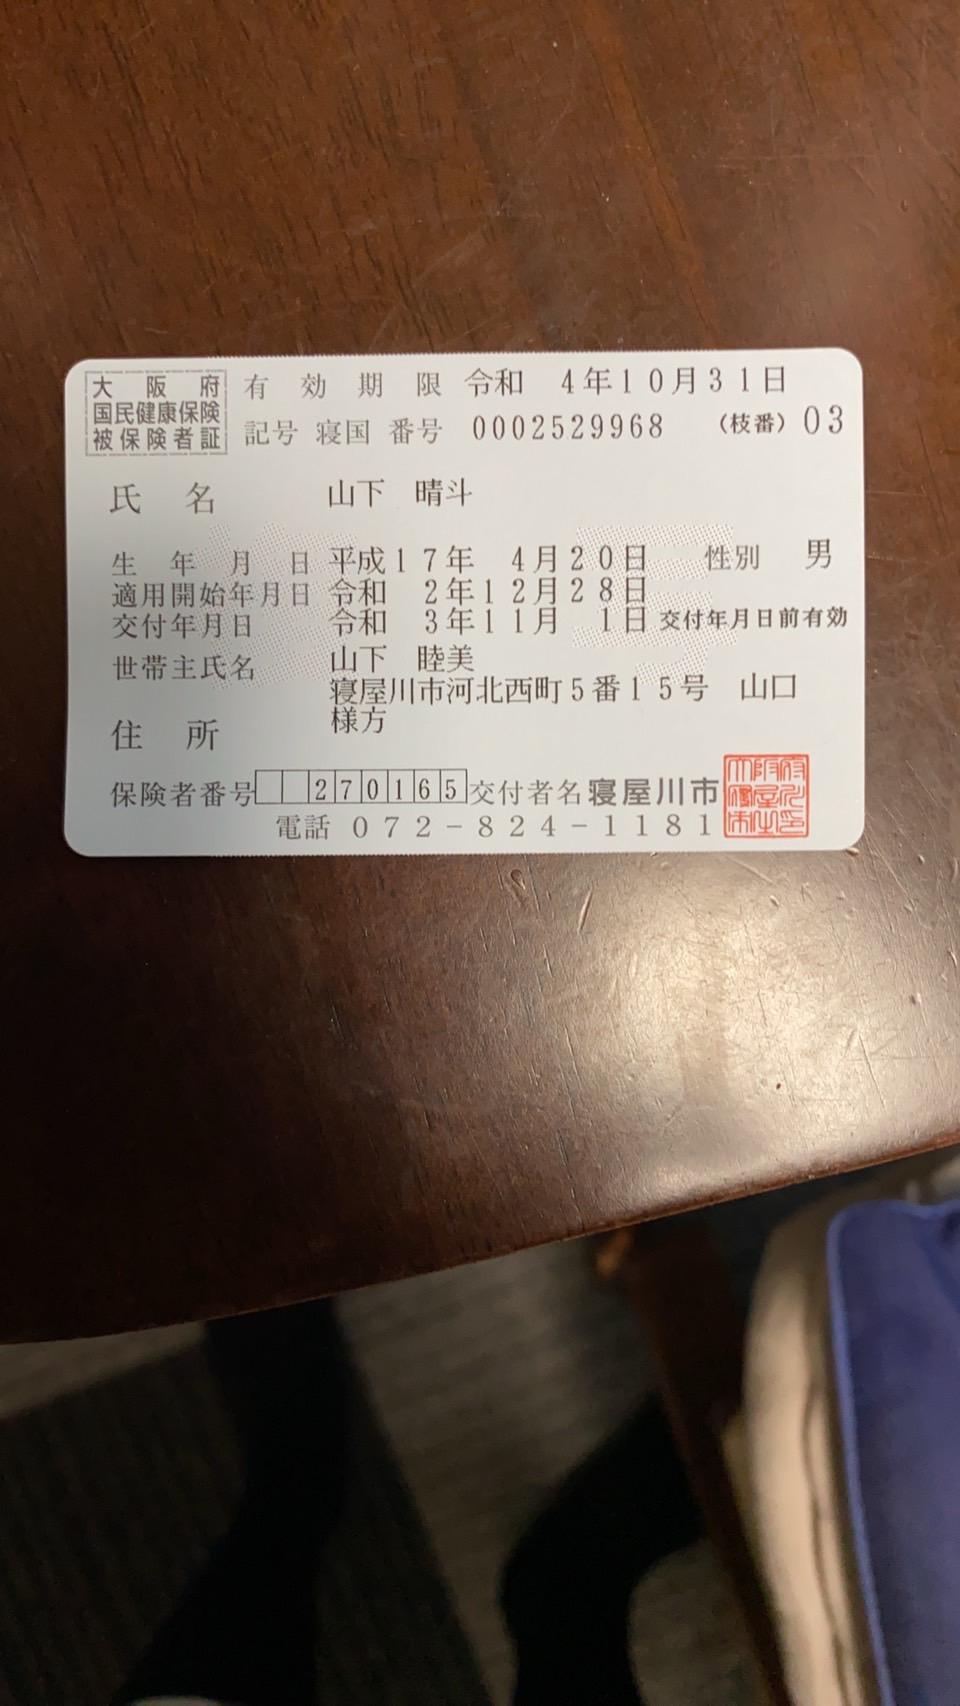 大阪府
国民健康保険
被保険者証
有効期限 令和 4年10月31日
記号 寝国 番号 0002529968 (枝番) 03
氏名 山下 晴斗
生年月日 平成17年 4月20日 性別 男
適用開始年月日 令和 2年12月28日
交付年月日 令和 3年11月 1日 交付年月日前有効
世帯主氏名 山下 睦美
寝屋川市河北西町5番15号 山口
住所 様方
保険者番号 270165 交付者名 寝屋川市
電話 072-824-1181